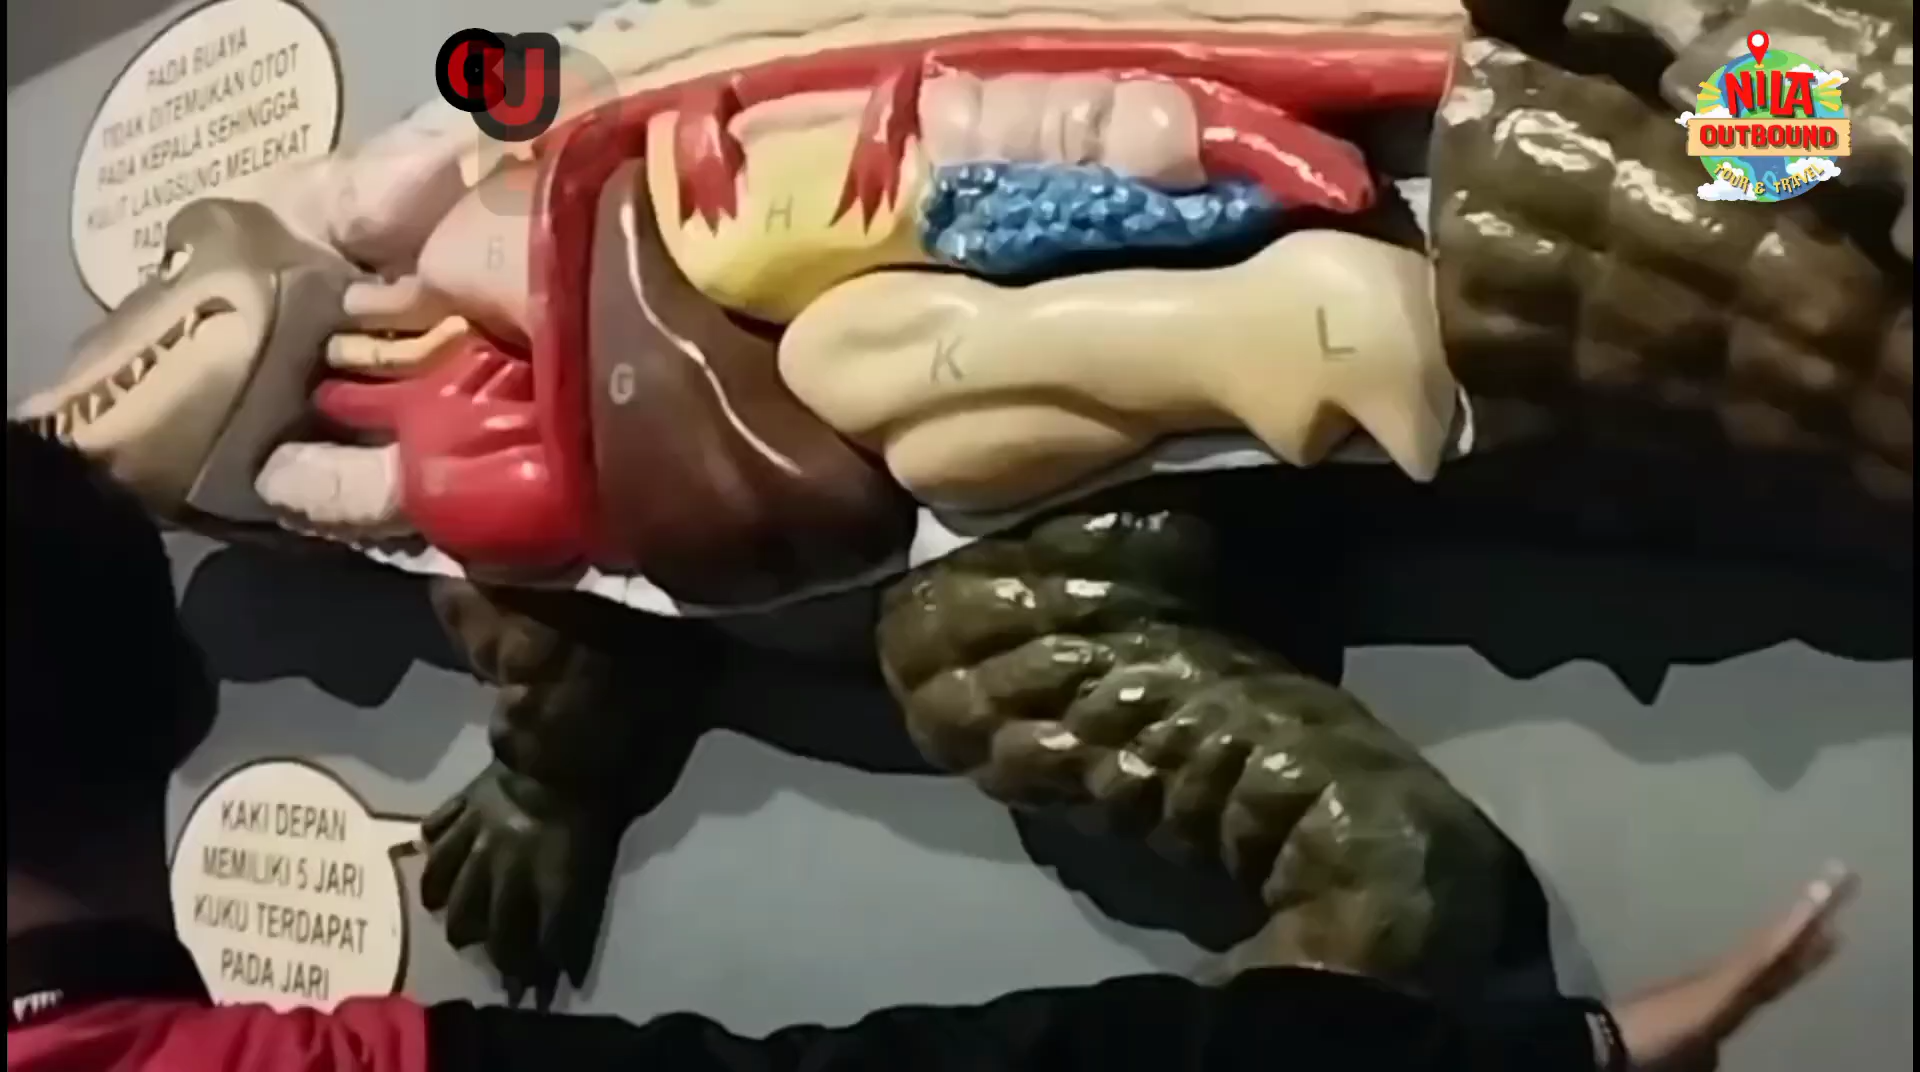 PADA BUAYA
TIDAK DITEMUKAN OTOT
PADA KEPALA SEHINGGA
KULIT LANGSUNG MELEKAT
NILA
OUTBOUND
TOUR & TRAVEL
A
B
H
G
K
L
KAKI DEPAN
MEMILIKI 5 JARI
KUKU TERDAPAT
PADA JARI